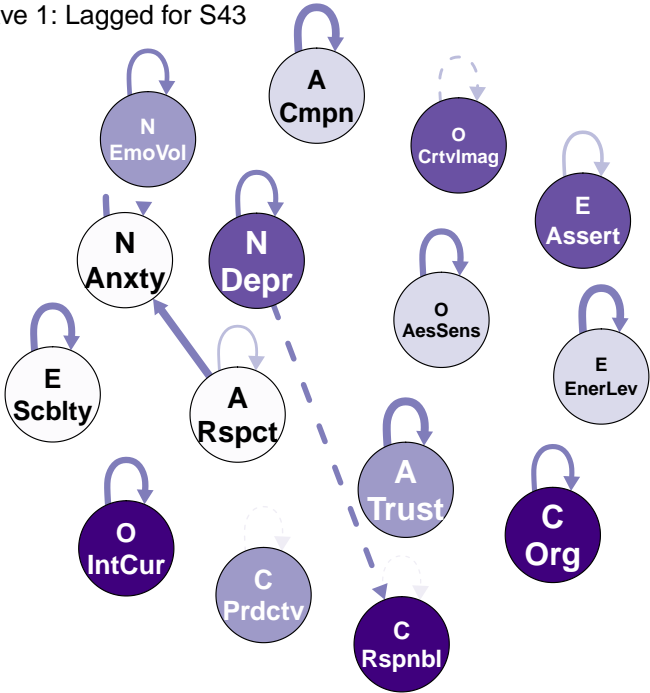 ve 1: Lagged for S43
A
Cmpn
N
EmoVol
O
CrtvImag
E
Assert
N
Anxty
N
Depr
O
AesSens
E
EnerLev
E
Scblty
A
Rspct
A
Trust
C
Org
O
IntCur
C
Prdctv
C
Rspnbl